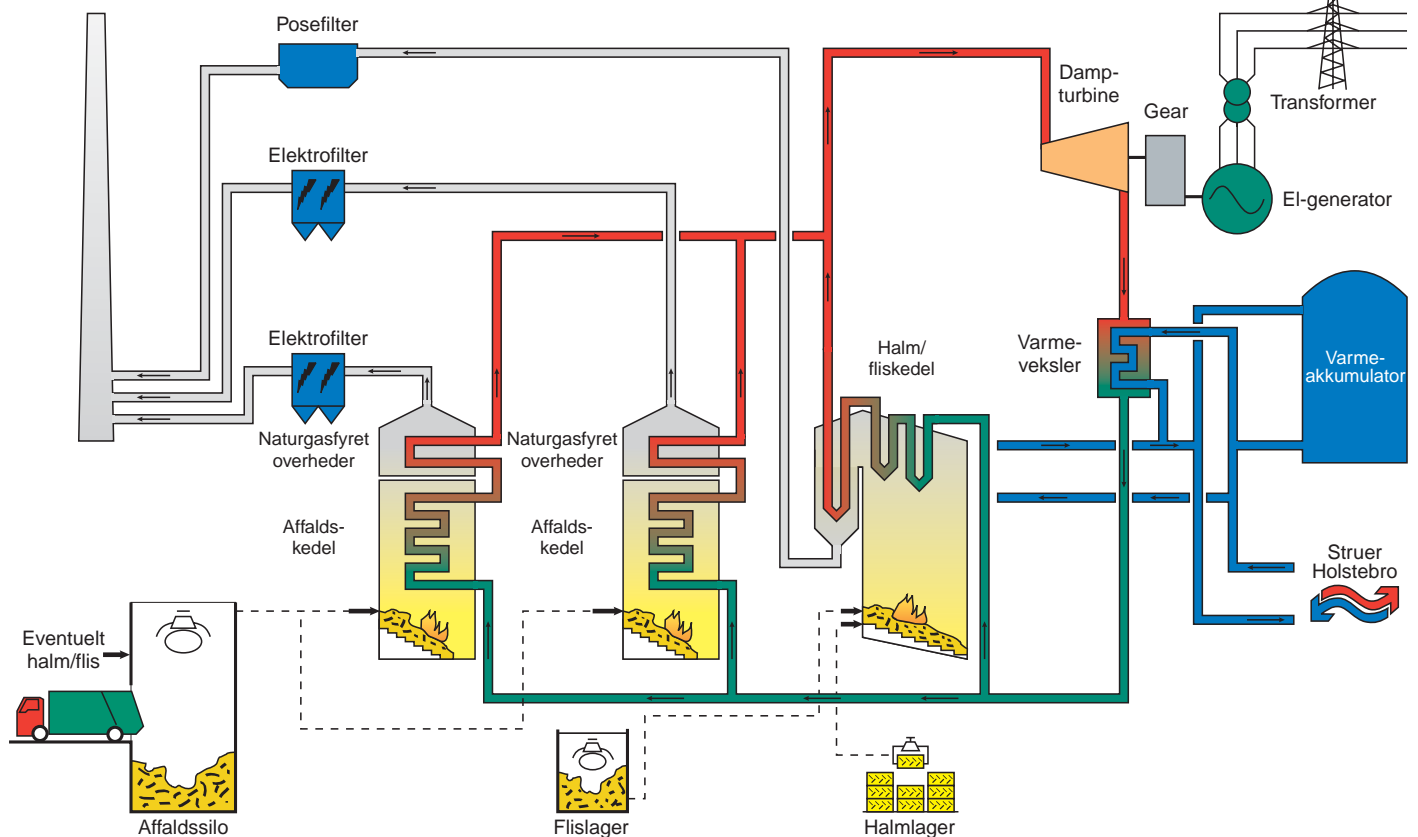 Posefilter
Damp-
turbine
Transformer
Gear
Elektrofilter
El-generator
Elektrofilter
Halm/
fliskedel
Varme-
veksler
Varme-
akkumulator
Naturgasfyret
overheder
Naturgasfyret
overheder
Affalds-
kedel
Affalds-
kedel
Struer
Holstebro
Eventuelt
halm/flis
Affaldssilo
Flislager
Halmlager